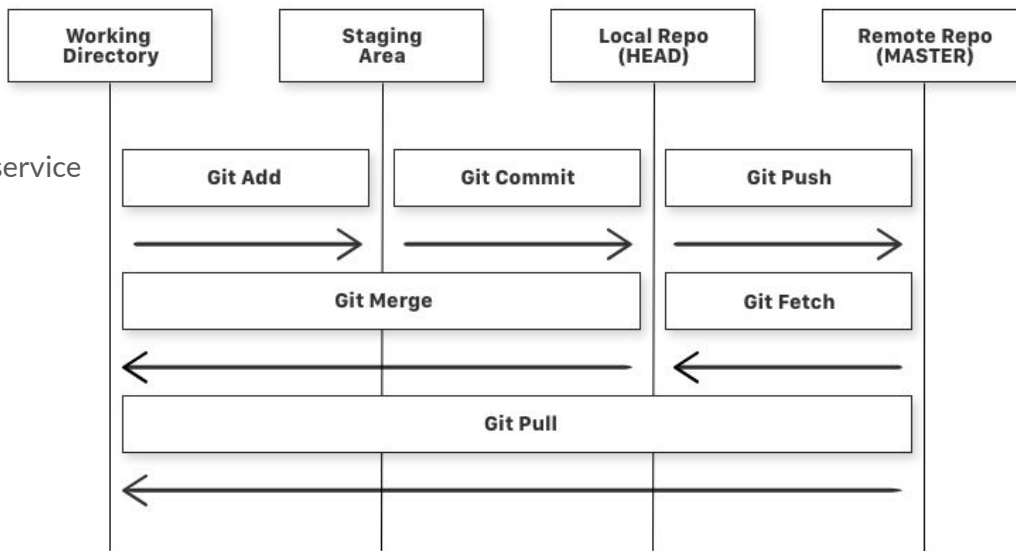 Working
Directory
Staging
Area
Local Repo
(HEAD)
Remote Repo
(MASTER)
service
Git Add
Git Commit
Git Push
Git Merge
Git Fetch
Git Pull